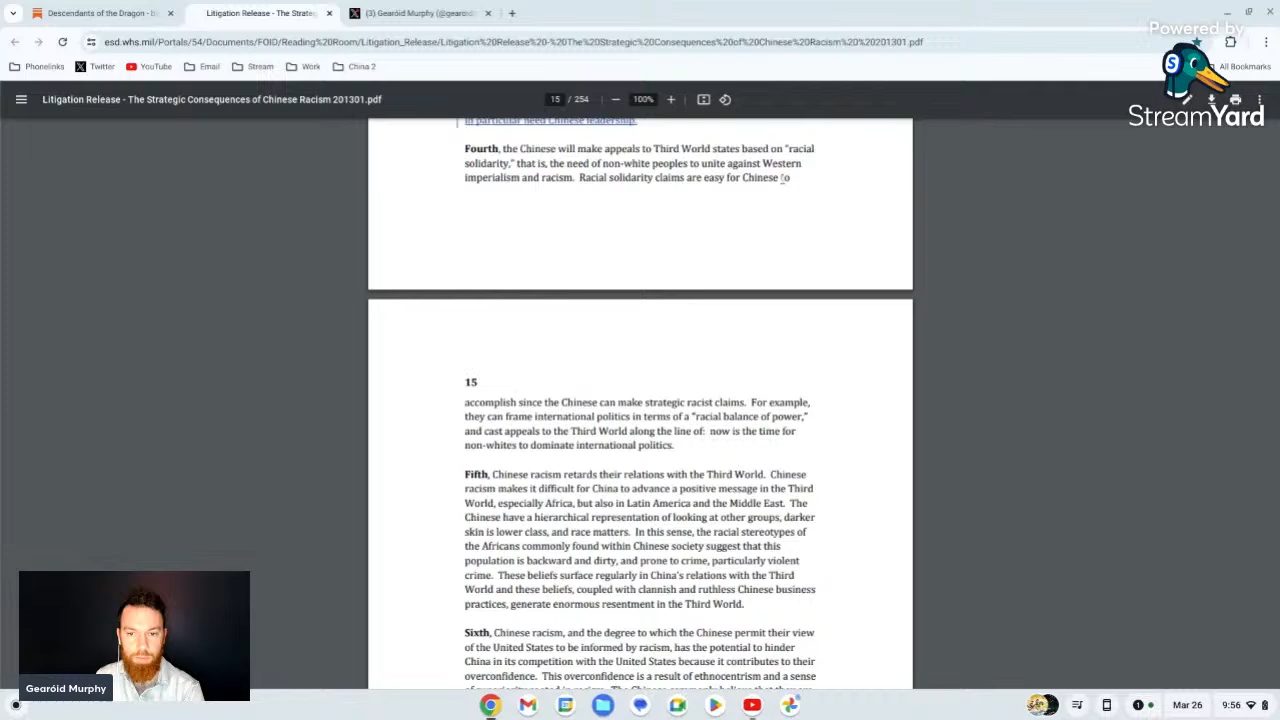 Descendants of the Dragon - 
Litigation Release - The Strate
(3) Gearóid Murphy (@gearoid
esd.whs.mil/Portals/54/Documents/FOID/Reading%20Room/Litigation_Release/Litigation%20Release%20-%20The%20Strategic%20Consequences%20of%20Chinese%20Racism%20%20201301.pdf
Phonelinks Twitter YouTube Email Stream Work China 2 All Bookmarks
Powered by
StreamYard
Litigation Release - The Strategic Consequences of Chinese Racism 201301.pdf 15 / 254 100%
in particular need Chinese leadership.
Fourth, the Chinese will make appeals to Third World states based on "racial
solidarity," that is, the need of non-white peoples to unite against Western
imperialism and racism. Racial solidarity claims are easy for Chinese to
15
accomplish since the Chinese can make strategic racist claims. For example,
they can frame international politics in terms of a "racial balance of power,"
and cast appeals to the Third World along the line of: now is the time for
non-whites to dominate international politics.
Fifth, Chinese racism retards their relations with the Third World. Chinese
racism makes it difficult for China to advance a positive message in the Third
World, especially Africa, but also in Latin America and the Middle East. The
Chinese have a hierarchical representation of looking at other groups, darker
skin is lower class, and race matters. In this sense, the racial stereotypes of
the Africans commonly found within Chinese society suggest that this
population is backward and dirty, and prone to crime, particularly violent
crime. These beliefs surface regularly in China's relations with the Third
World and these beliefs, coupled with clannish and ruthless Chinese business
practices, generate enormous resentment in the Third World.
Sixth, Chinese racism, and the degree to which the Chinese permit their view
of the United States to be informed by racism, has the potential to hinder
China in its competition with the United States because it contributes to their
overconfidence. This overconfidence is a result of ethnocentrism and a sense
Gearóid Murphy
Mar 26 9:56